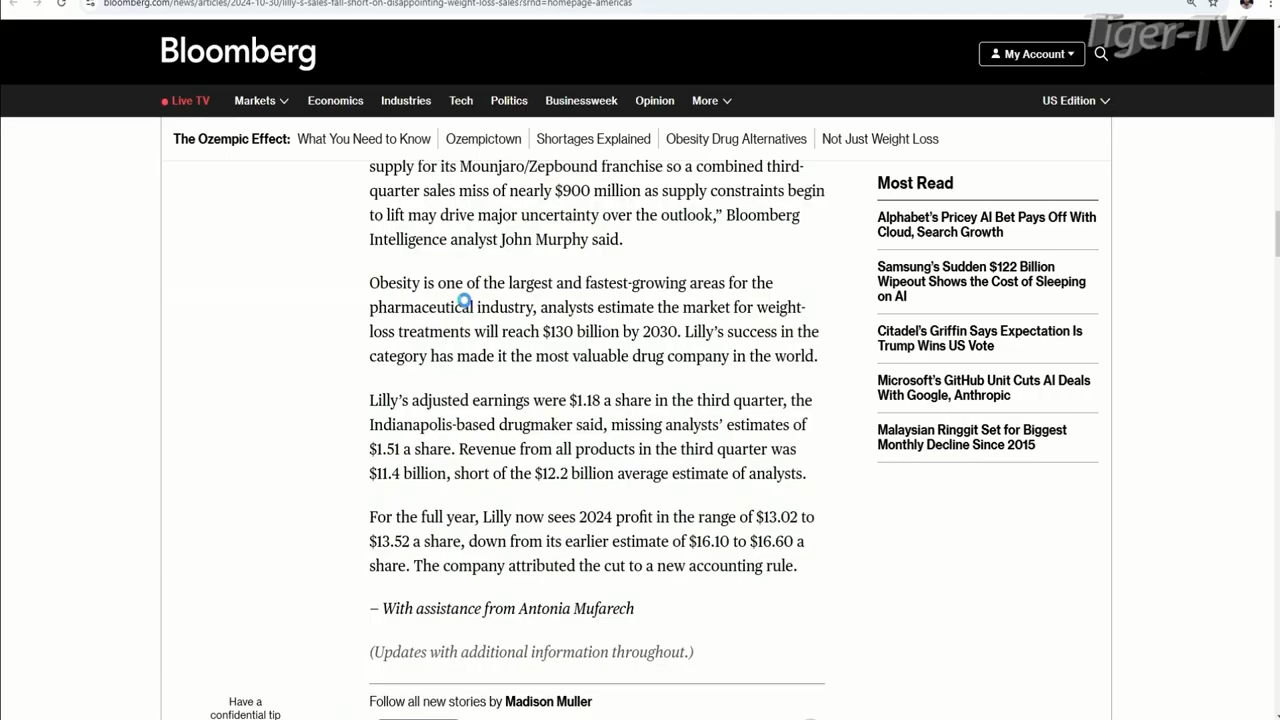 bloomberg.com/news/articles/2024-10-30/lilly-s-sales-fall-short-on-disappointing-weight-loss-sales?srnd=homepage-americas
Tiger-TV
Bloomberg
My Account
Live TV Markets Economics Industries Tech Politics Businessweek Opinion More US Edition
The Ozempic Effect: What You Need to Know Ozempictown Shortages Explained Obesity Drug Alternatives Not Just Weight Loss
supply for its Mounjaro/Zepbound franchise so a combined third-
quarter sales miss of nearly $900 million as supply constraints begin
to lift may drive major uncertainty over the outlook,” Bloomberg
Intelligence analyst John Murphy said.
Obesity is one of the largest and fastest-growing areas for the
pharmaceutical industry, analysts estimate the market for weight-
loss treatments will reach $130 billion by 2030. Lilly’s success in the
category has made it the most valuable drug company in the world.
Lilly’s adjusted earnings were $1.18 a share in the third quarter, the
Indianapolis-based drugmaker said, missing analysts’ estimates of
$1.51 a share. Revenue from all products in the third quarter was
$11.4 billion, short of the $12.2 billion average estimate of analysts.
For the full year, Lilly now sees 2024 profit in the range of $13.02 to
$13.52 a share, down from its earlier estimate of $16.10 to $16.60 a
share. The company attributed the cut to a new accounting rule.
– With assistance from Antonia Mufarech
(Updates with additional information throughout.)
Follow all new stories by Madison Muller
Have a
confidential tip
Most Read
Alphabet’s Pricey AI Bet Pays Off With
Cloud, Search Growth
Samsung’s Sudden $122 Billion
Wipeout Shows the Cost of Sleeping
on AI
Citadel’s Griffin Says Expectation Is
Trump Wins US Vote
Microsoft’s GitHub Unit Cuts AI Deals
With Google, Anthropic
Malaysian Ringgit Set for Biggest
Monthly Decline Since 2015